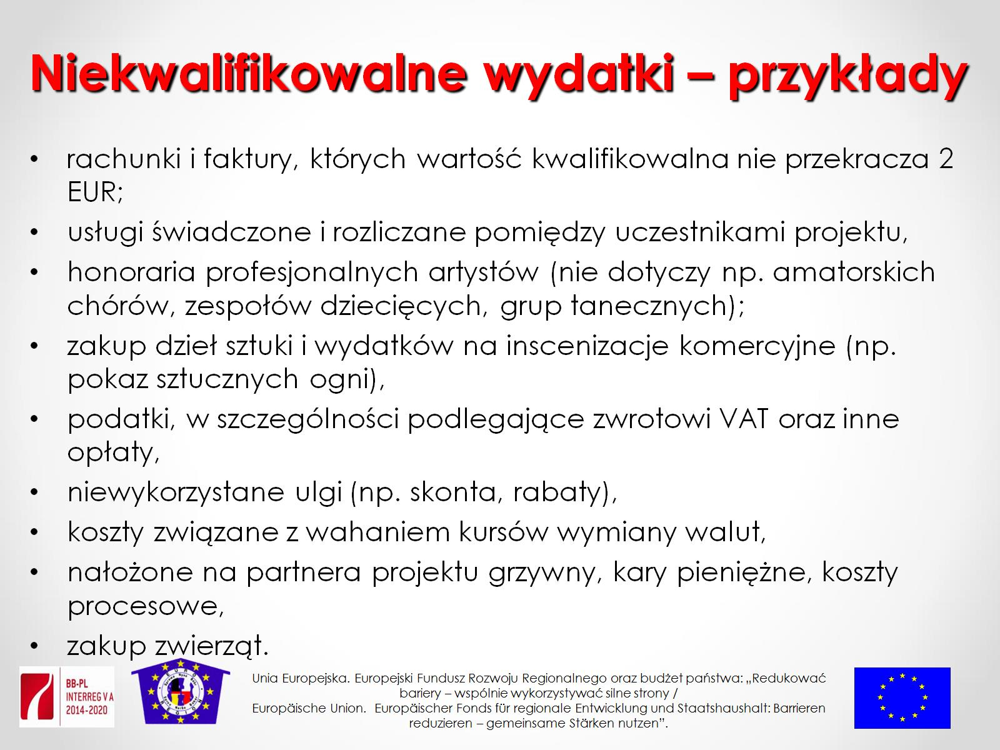 Niekwalifikowalne wydatki – przykłady
• rachunki i faktury, których wartość kwalifikowalna nie przekracza 2
EUR;
• usługi świadczone i rozliczane pomiędzy uczestnikami projektu,
• honoraria profesjonalnych artystów (nie dotyczy np. amatorskich
chórów, zespołów dziecięcych, grup tanecznych);
• zakup dzieł sztuki i wydatków na inscenizacje komercyjne (np.
pokaz sztucznych ogni),
• podatki, w szczególności podlegające zwrotowi VAT oraz inne
opłaty,
• niewykorzystane ulgi (np. skonta, rabaty),
• koszty związane z wahaniem kursów wymiany walut,
• nałożone na partnera projektu grzywny, kary pieniężne, koszty
procesowe,
• zakup zwierząt.
BB-PL
INTERREG V A
2014-2020
EURO
REGION
Unia Europejska. Europejski Fundusz Rozwoju Regionalnego oraz budżet państwa: „Redukować
bariery – wspólnie wykorzystywać silne strony /
Europäische Union. Europäischer Fonds für regionale Entwicklung und Staatshaushalt: Barrieren
reduzieren – gemeinsame Stärken nutzen”.